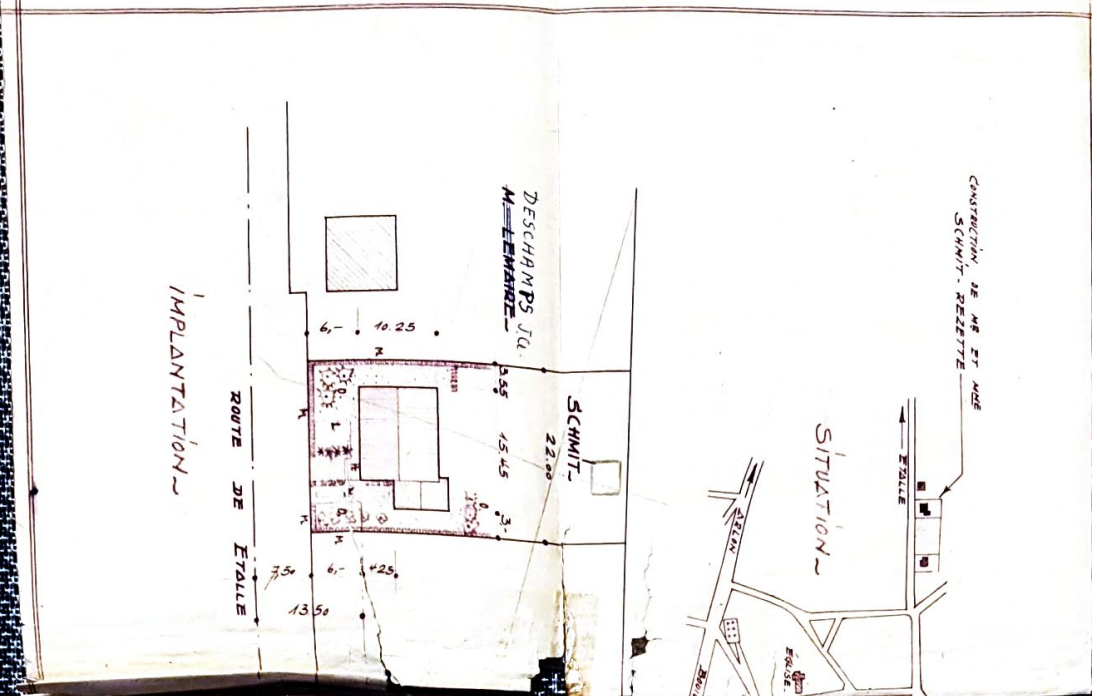 CONSTRUCTION DE MR ET MME
SCHMIT - REZETTE
SITUATION~
ETALLE
ARLON
EGLISE.
DESCHAMPS
M= LEMAIRE~
SCHMIT~
22.00
3.55 15.45 3.-
6,- 10.25
7,50 6,- 4.25
13.50
ROUTE DE ETALLE
IMPLANTATION~